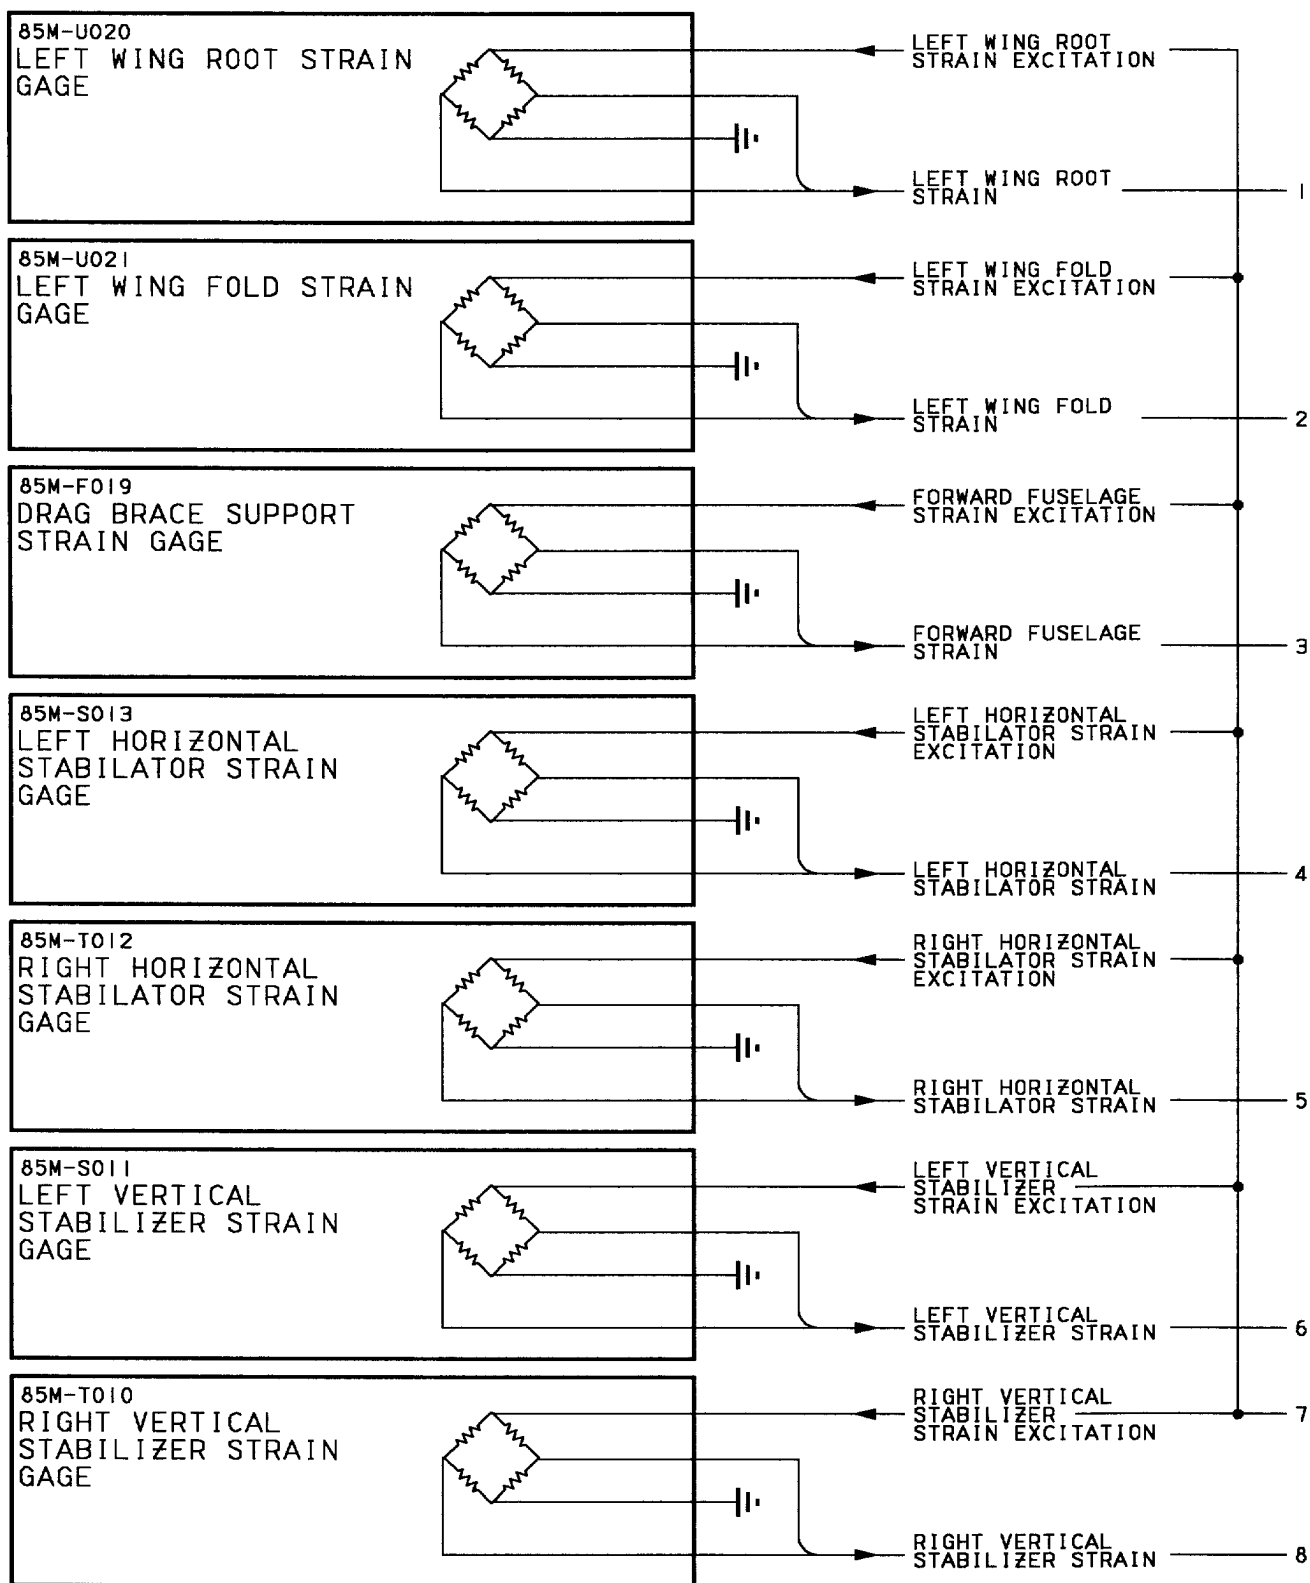 85M-U020
LEFT WING ROOT STRAIN
GAGE
LEFT WING ROOT
STRAIN EXCITATION
LEFT WING ROOT
STRAIN
1
85M-U021
LEFT WING FOLD STRAIN
GAGE
LEFT WING FOLD
STRAIN EXCITATION
LEFT WING FOLD
STRAIN
2
85M-F019
DRAG BRACE SUPPORT
STRAIN GAGE
FORWARD FUSELAGE
STRAIN EXCITATION
FORWARD FUSELAGE
STRAIN
3
85M-S013
LEFT HORIZONTAL
STABILATOR STRAIN
GAGE
LEFT HORIZONTAL
STABILATOR STRAIN
EXCITATION
LEFT HORIZONTAL
STABILATOR STRAIN
4
85M-T012
RIGHT HORIZONTAL
STABILATOR STRAIN
GAGE
RIGHT HORIZONTAL
STABILATOR STRAIN
EXCITATION
RIGHT HORIZONTAL
STABILATOR STRAIN
5
85M-S011
LEFT VERTICAL
STABILIZER STRAIN
GAGE
LEFT VERTICAL
STABILIZER
STRAIN EXCITATION
LEFT VERTICAL
STABILIZER STRAIN
6
85M-T010
RIGHT VERTICAL
STABILIZER STRAIN
GAGE
RIGHT VERTICAL
STABILIZER
STRAIN EXCITATION
7
RIGHT VERTICAL
STABILIZER STRAIN
8